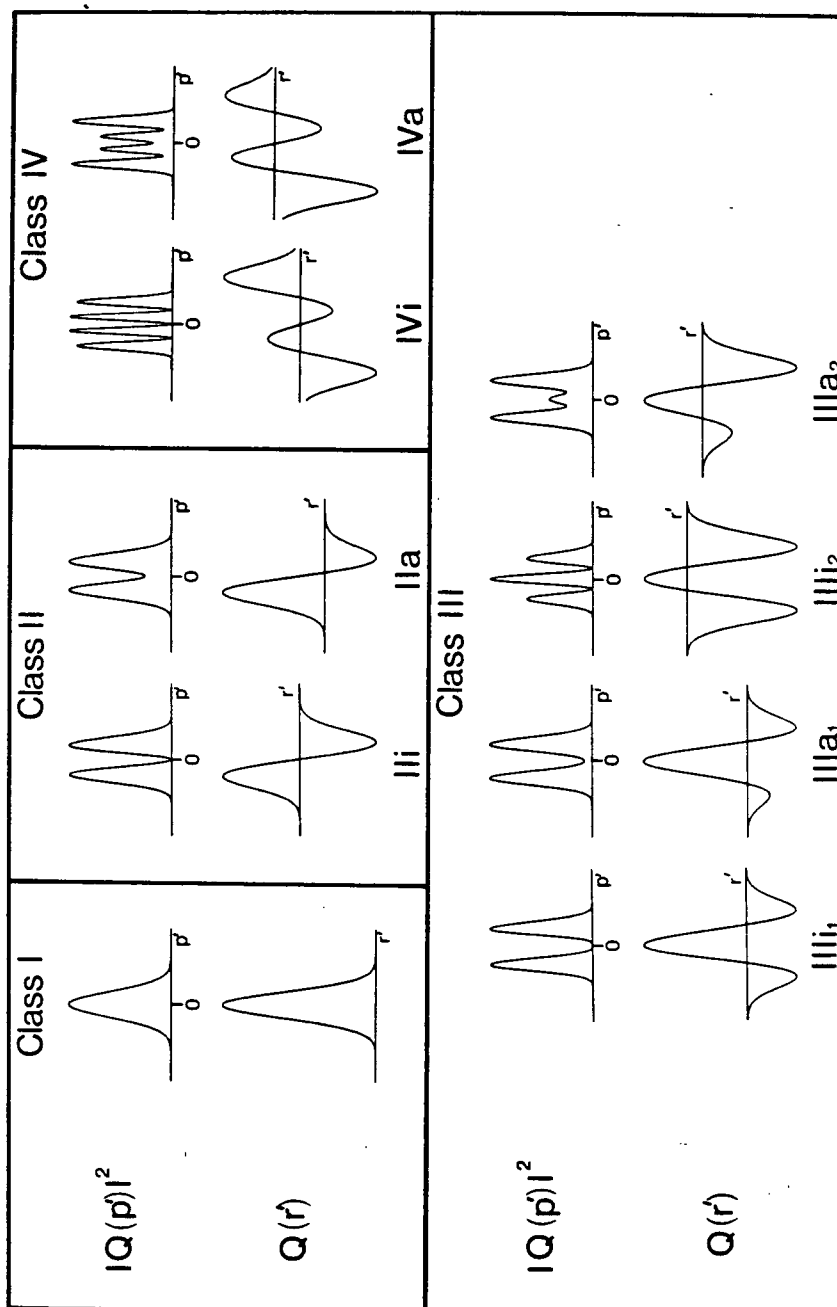 Class I
Class II
Class IV
|Q(p')|²
p'
O
p'
O
p'
O
p'
O
p'
O
Q(r')
r'
r'
r'
r'
r'
IIi
IIa
IVi
IVa
Class III
|Q(p')|²
p'
O
p'
O
p'
O
p'
O
Q(r')
r'
r'
r'
r'
IIIi₁
IIIa₁
IIIi₂
IIIa₂